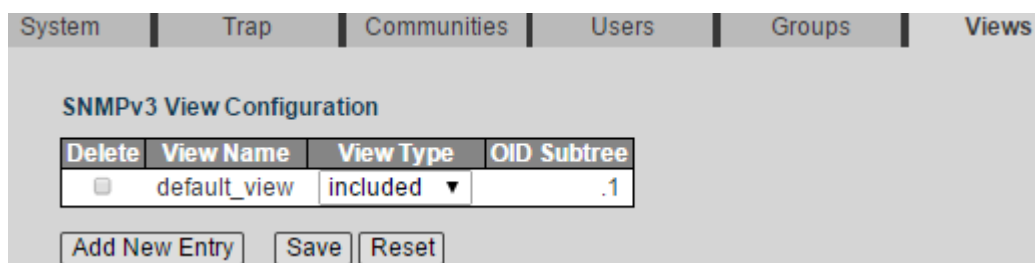 System Trap Communities Users Groups Views
SNMPv3 View Configuration
Delete View Name View Type OID Subtree
default_view included .1
Add New Entry Save Reset